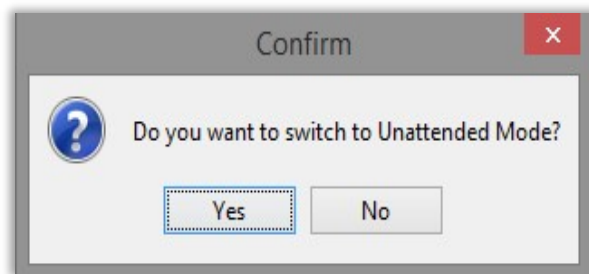 Confirm
x
Do you want to switch to Unattended Mode?
Yes
No